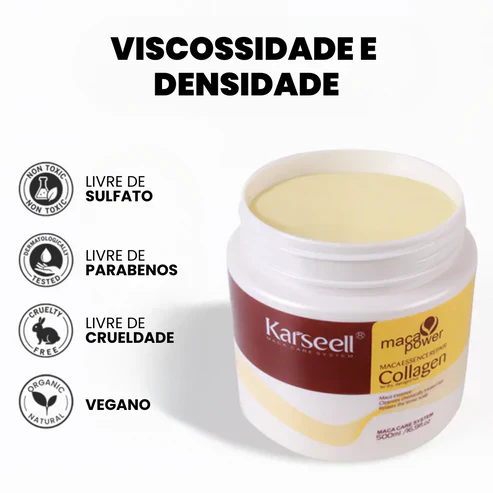 VISCOSSIDADE E
DENSIDADE
NON TOXIC
NON TOXIC
LIVRE DE
SULFATO
DERMATOLOGICALLY
TESTED
LIVRE DE
PARABENOS
CRUELTY
FREE
LIVRE DE
CRUELDADE
ORGANIC
NATURAL
VEGANO
Karseell®
MACA CARE SYSTEM
maca
power
MACA ESSENCE REPAIR
Collagen
MACA CARE SYSTEM
500ml